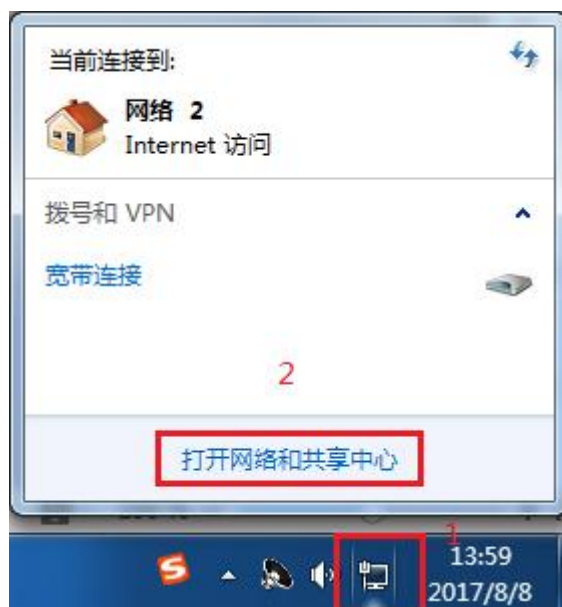 当前连接到:
网络 2
Internet 访问
拨号和 VPN
宽带连接
2
打开网络和共享中心
1
13:59
2017/8/8